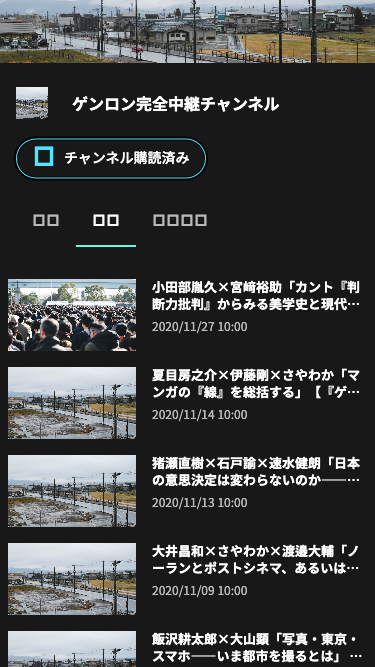 ゲンロン完全中継チャンネル
チャンネル購読済み
小田部胤久×宮崎裕助「カント『判
断力批判』からみる美学史と現代…
2020/11/27 10:00
夏目房之介×伊藤剛×さやわか「マ
ンガの『線』を総括する」【『ゲ…
2020/11/14 10:00
猪瀬直樹×石戸諭×速水健朗「日本
の意思決定は変わらないのか――…
2020/11/13 10:00
大井昌和×さやわか×渡邉大輔「ノ
ーランとポストシネマ、あるいは…
2020/11/09 10:00
飯沢耕太郎×大山顕「写真・東京・
スマホ――いま都市を撮るとは」 …